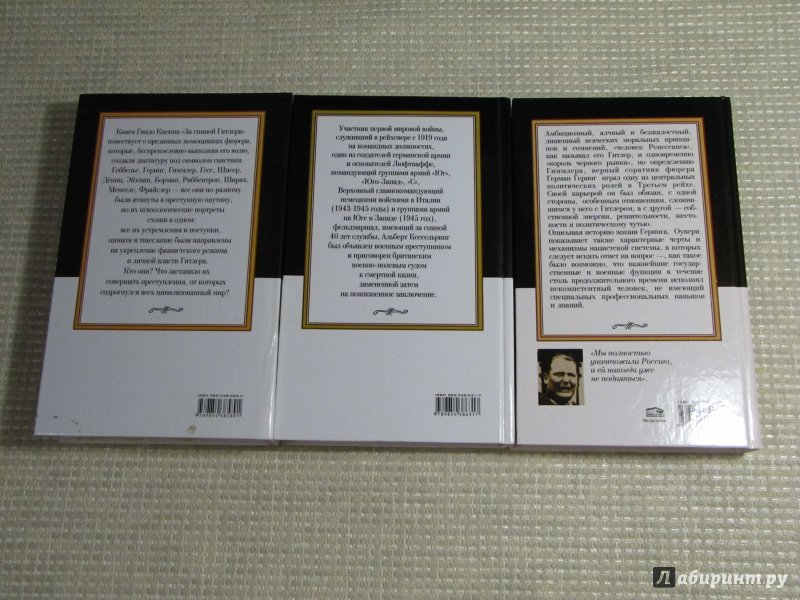 Книга Гвидо Кноппа «За спиной Гитлера»
повествует о преданных помощниках фюрера,
которые, беспрекословно выполняя его волю,
создали диктатуру под символом свастики.
Геббельс, Геринг, Гиммлер, Гесс, Шпеер,
Дёниц, Эйхман, Борман, Риббентроп, Ширах,
Менгеле, Фрайслер — все они по-разному
были втянуты в преступную паутину,
но их психологические портреты
схожи в одном:
все их устремления и поступки,
цинизм и тщеславие были направлены
на укрепление фашистского режима
и личной власти Гитлера.
Кто они? Что заставило их
совершать преступления, от которых
содрогнулся весь цивилизованный мир?
Участник первой мировой войны,
служивший в рейхсвере с 1919 года
на командных должностях,
один из создателей германской армии
и основателей Люфтваффе,
командующий группами армий «Юг»,
«Юго-Запад», «С»,
Верховный главнокомандующий
немецкими войсками в Италии
(1943-1945 годы) и группами армий
на Юге и Западе (1945 год),
фельдмаршал, имеющий за спиной
40 лет службы, Альберт Кессельринг
был объявлен военным преступником
и приговорен британским
военно-полевым судом
к смертной казни,
замененной затем
на пожизненное заключение.
Амбициозный, алчный и безжалостный,
лишенный всяческих моральных принци-
пов и сомнений, «человек Ренессанса»,
как называл его Гитлер, и одновременно
«король черного рынка», по определению
Гиммлера, верный соратник фюрера
Герман Геринг играл одну из центральных
политических ролей в Третьем рейхе.
Своей карьерой он был обязан, с одной
стороны, особенным отношениям, сложив-
шимся у него с Гитлером, а с другой — соб-
ственной энергии, решительности, жесто-
кости и политическому чутью.
Описывая историю жизни Геринга, Оувери
показывает также характерные черты и
механизмы нацистской системы, в которых
следует искать ответ на вопрос —, как такое
было возможно, что важнейшие государст-
венные и военные функции в течение
столь продолжительного времени исполнял
некомпетентный человек, не имеющий
специальных профессиональных навыков
и знаний.
«Мы полностью
уничтожили Россию,
и ей никогда уже
не подняться».
Лабиринт.ру